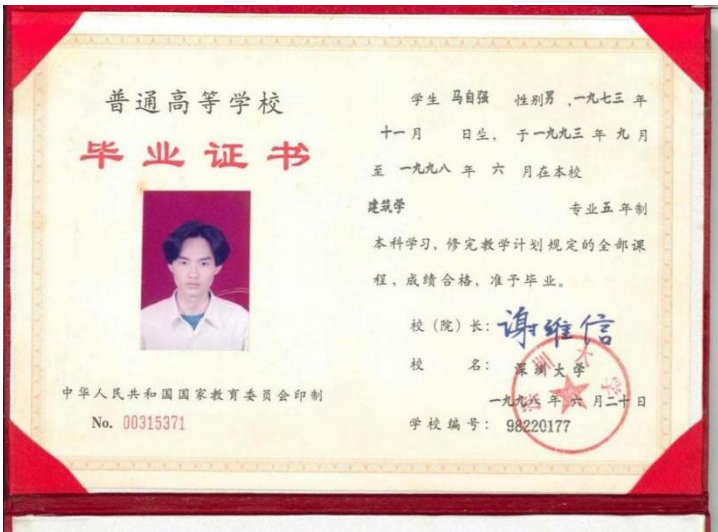 普通高等学校
毕业证书
中华人民共和国国家教育委员会印制
No. 00315371
学生 马自强 性别男,一九七三 年
十一月 日生, 于一九九三 年 九 月
至 一九九八 年 六 月在本校
建筑学 专业五 年制
本科学习, 修完教学计划规定的全部课
程, 成绩合格, 准予毕业。
校(院)长: 谢维信
校 名: 深圳大学
一九九八 年 六 月二十日
学校编号: 98220177
深圳大学